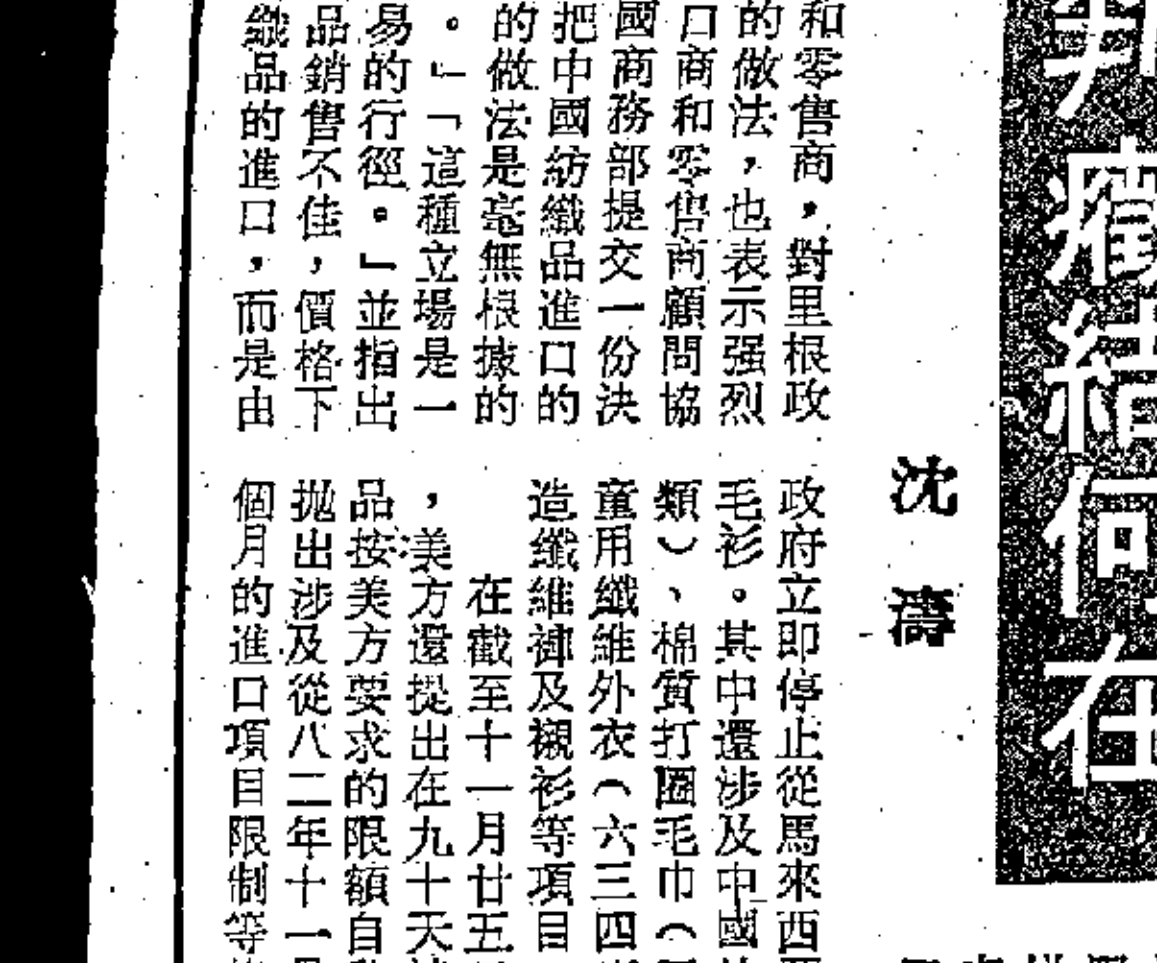 癥結何在
沈濤
和零售商,對里根政
的做法,也表示强烈
口商和零售商顧問協
國商務部提交一份決
把中國紡織品進口的
的做法是毫無根據的
。」「這種立場是一
易的行徑。」並指出
品銷售不佳,價格下
織品的進口,而是由
政府立即停止從馬來西
毛衫。其中還涉及中國
類)、棉質打圈毛巾(
童用纖維外衣(六三四
造纖維褲及襯衫等項目
在截至十一月廿五
,美方還提出在九十天
品按美方要求的限額自
拋出涉及從八二年十一
個月的進口項目限制等